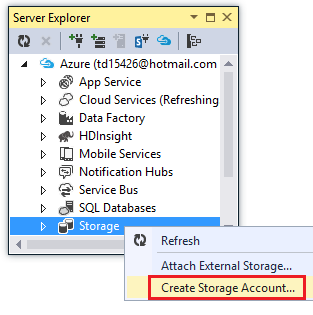 Server Explorer
Azure (td15426@hotmail.com
App Service
Cloud Services (Refreshing
Data Factory
HDInsight
Mobile Services
Notification Hubs
Service Bus
SQL Databases
Storage
Refresh
Attach External Storage...
Create Storage Account...